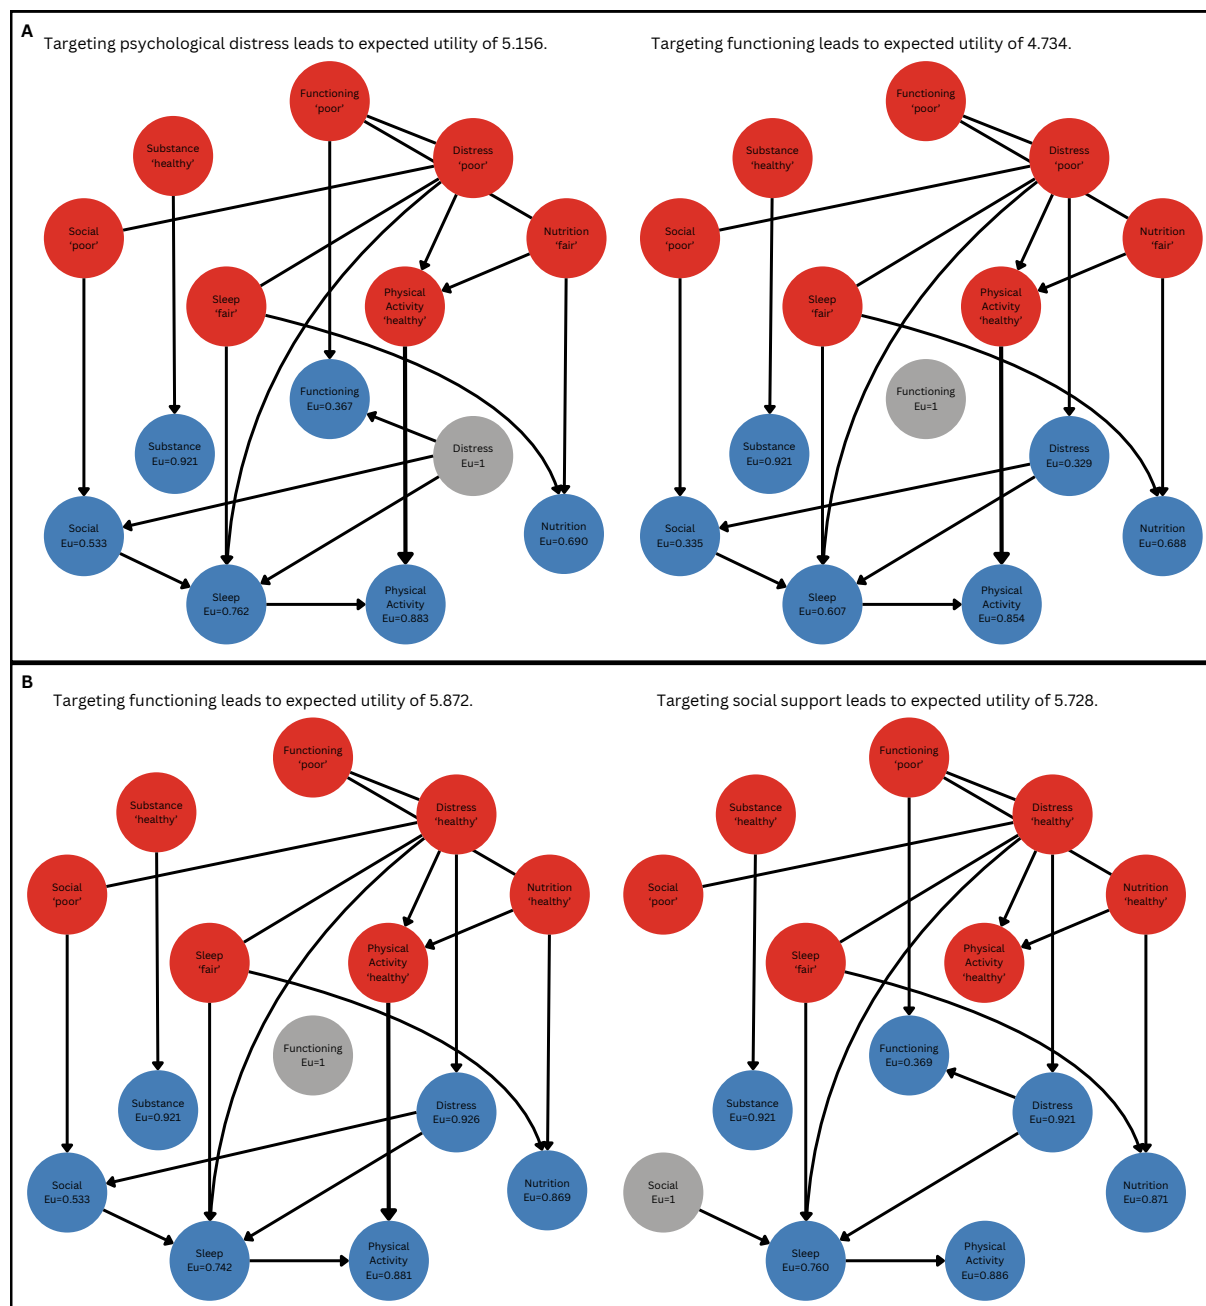 A
Targeting psychological distress leads to expected utility of 5.156.
Functioning
'poor'
Substance
'healthy'
Distress
'poor'
Social
'poor'
Nutrition
'fair'
Sleep
'fair'
Physical
Activity
'healthy'
Functioning
Eu=0.367
Substance
Eu=0.921
Distress
Eu=1
Social
Eu=0.533
Nutrition
Eu=0.690
Sleep
Eu=0.762
Physical
Activity
Eu=0.883
Targeting functioning leads to expected utility of 4.734.
Functioning
'poor'
Substance
'healthy'
Distress
'poor'
Social
'poor'
Nutrition
'fair'
Sleep
'fair'
Physical
Activity
'healthy'
Functioning
Eu=1
Substance
Eu=0.921
Distress
Eu=0.329
Social
Eu=0.335
Nutrition
Eu=0.688
Sleep
Eu=0.607
Physical
Activity
Eu=0.854
B
Targeting functioning leads to expected utility of 5.872.
Functioning
'poor'
Substance
'healthy'
Distress
'healthy'
Social
'poor'
Nutrition
'healthy'
Sleep
'fair'
Physical
Activity
'healthy'
Functioning
Eu=1
Substance
Eu=0.921
Distress
Eu=0.926
Social
Eu=0.533
Nutrition
Eu=0.869
Sleep
Eu=0.742
Physical
Activity
Eu=0.881
Targeting social support leads to expected utility of 5.728.
Functioning
'poor'
Substance
'healthy'
Distress
'healthy'
Social
'poor'
Nutrition
'healthy'
Sleep
'fair'
Physical
Activity
'healthy'
Functioning
Eu=0.369
Substance
Eu=0.921
Distress
Eu=0.921
Social
Eu=1
Nutrition
Eu=0.871
Sleep
Eu=0.760
Physical
Activity
Eu=0.886